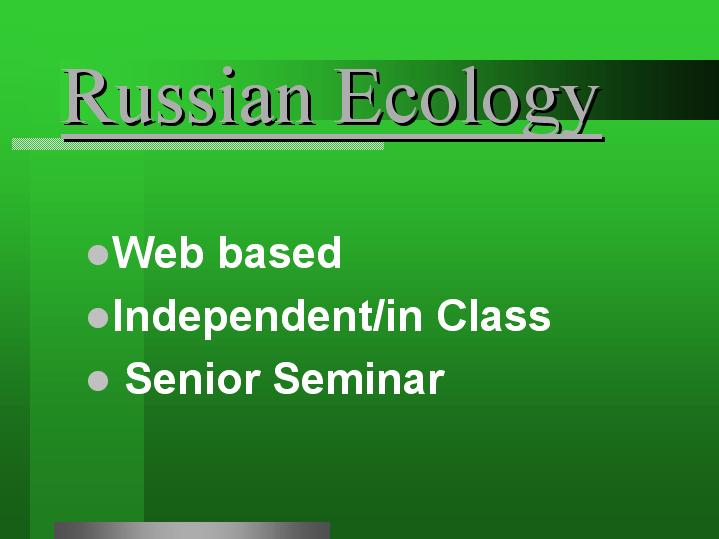 Russian Ecology
Web based
Independent/in Class
Senior Seminar